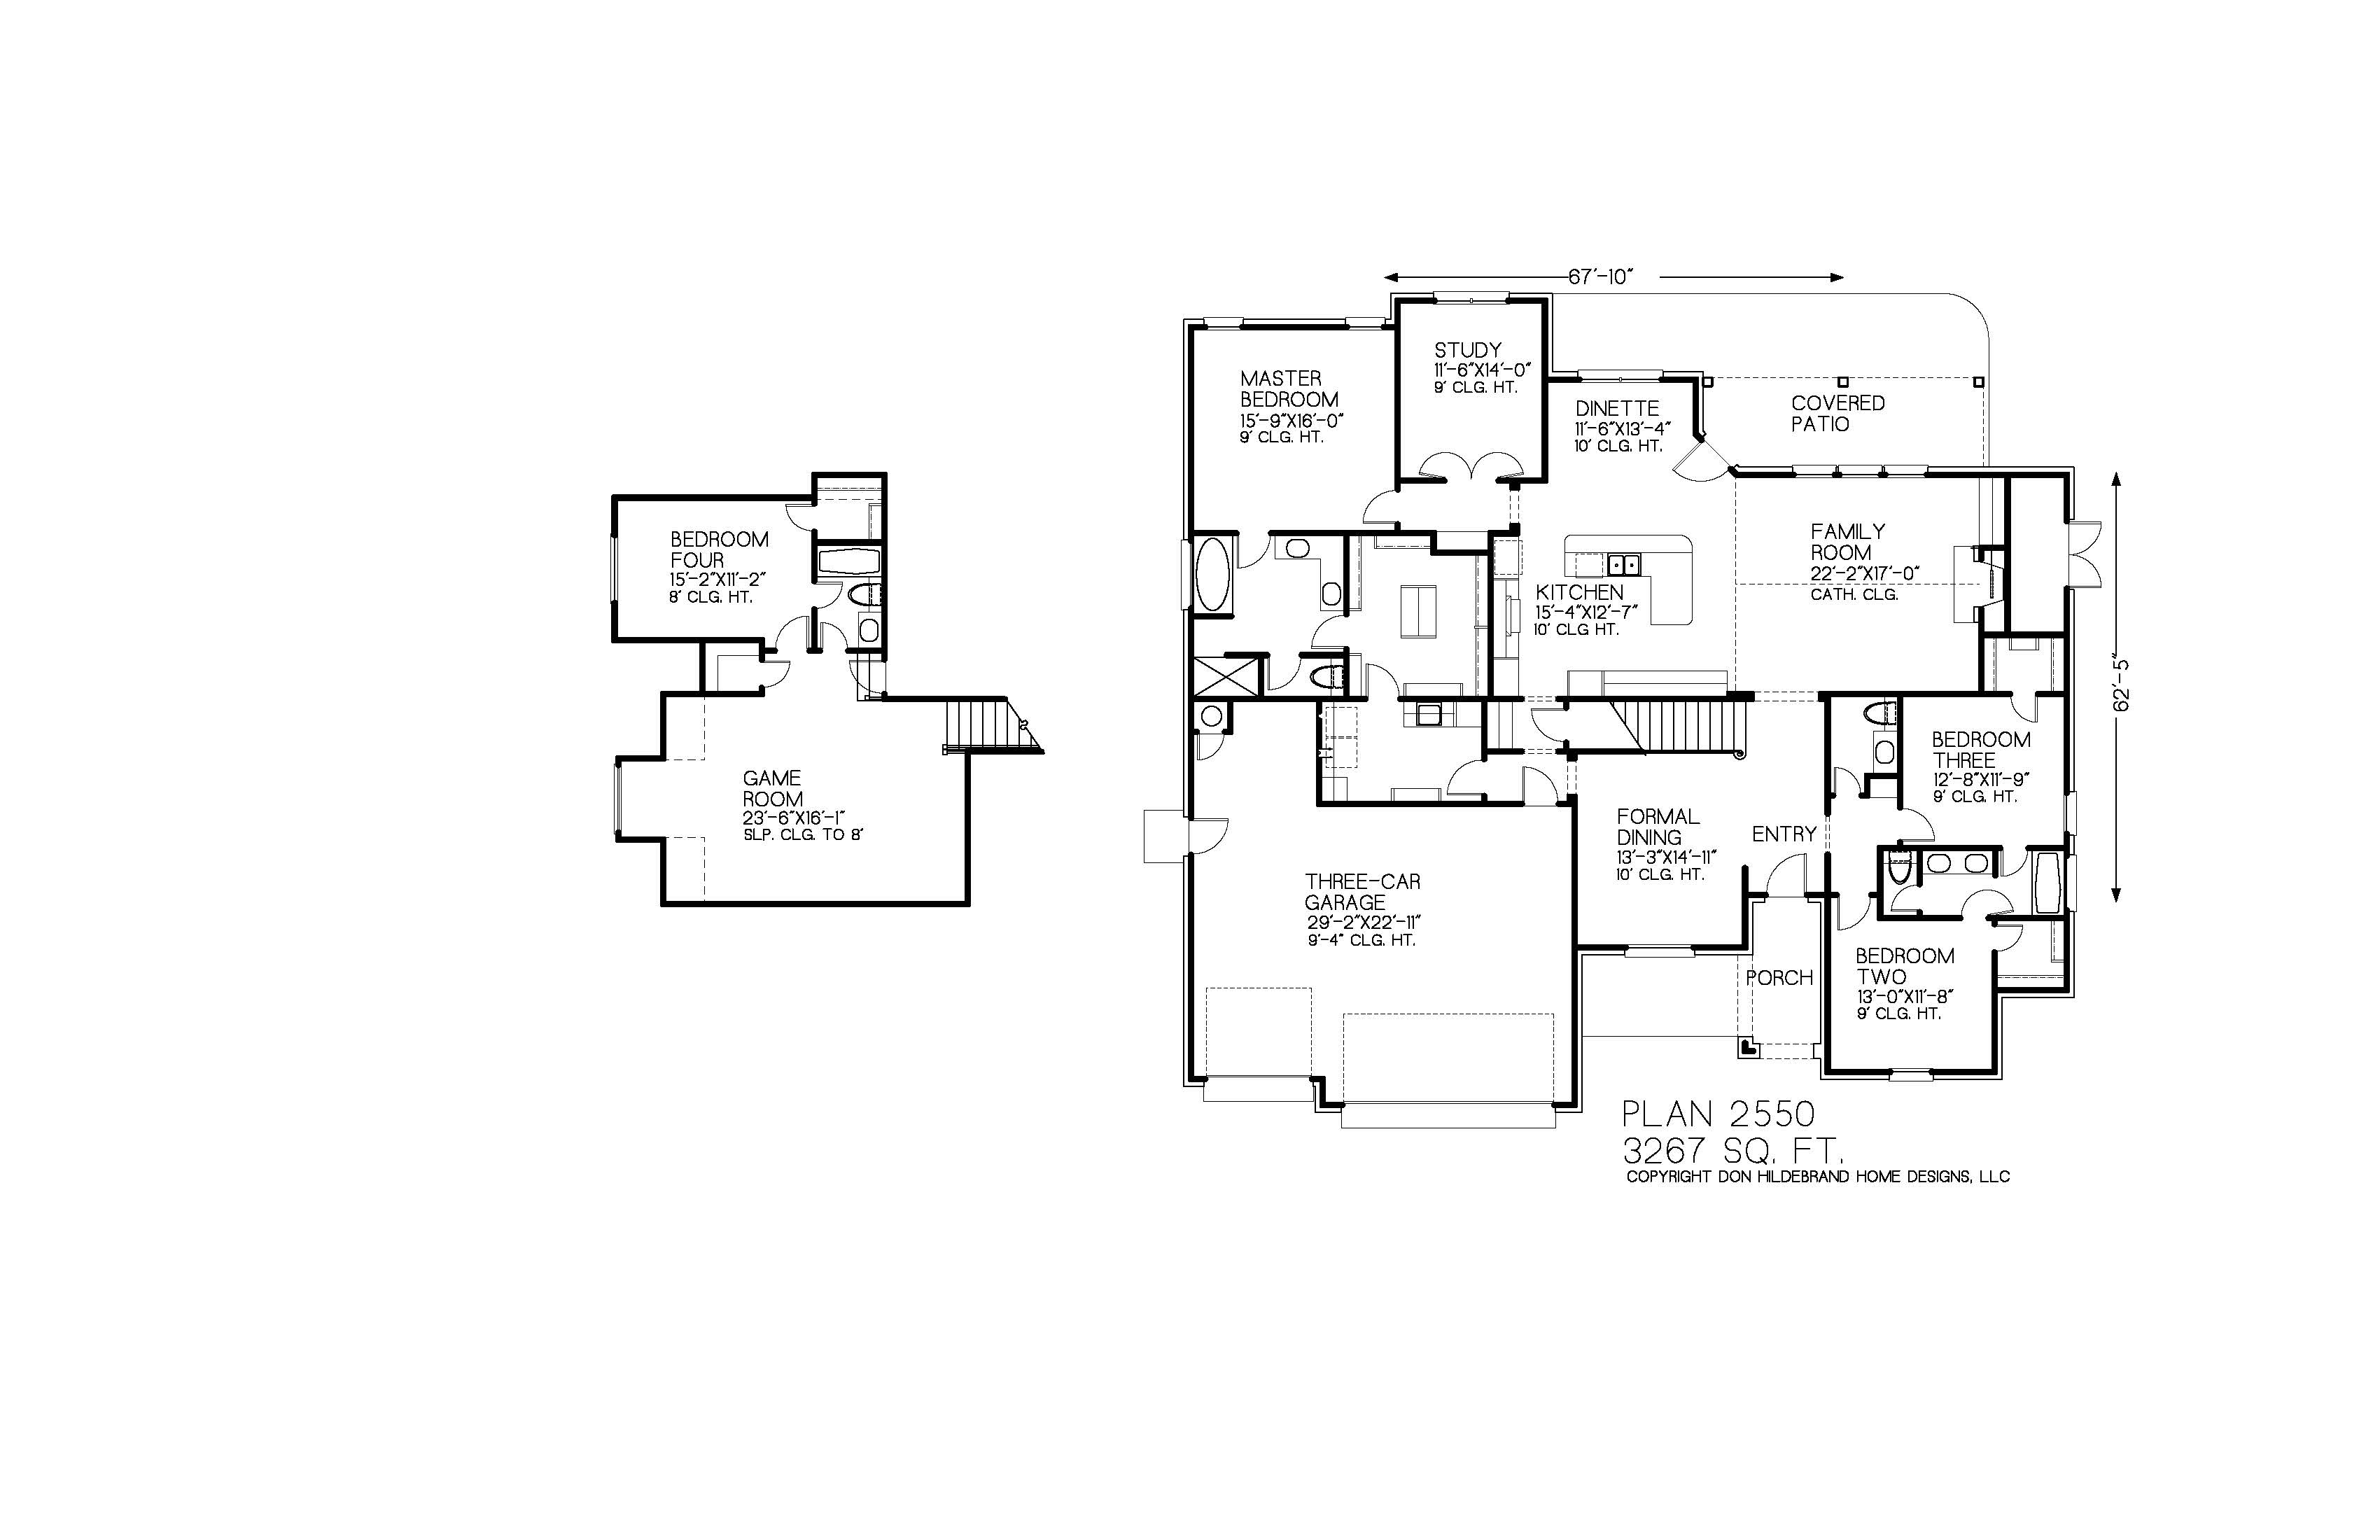 67'-10"
STUDY
11'-6"X14'-0"
9' CLG. HT.
MASTER
BEDROOM
15'-9"X16'-0"
9' CLG. HT.
DINETTE
11'-6"X13'-4"
10' CLG. HT.
COVERED
PATIO
BEDROOM
FOUR
15'-2"X11'-2"
8' CLG. HT.
FAMILY
ROOM
22'-2"X17'-0"
CATH. CLG.
KITCHEN
15'-4"X12'-7"
10' CLG HT.
62'-5"
GAME
ROOM
23'-6"X16'-1"
SLP. CLG. TO 8'
BEDROOM
THREE
12'-8"X11'-9"
9' CLG. HT.
FORMAL
DINING
13'-3"X14'-11"
10' CLG. HT.
ENTRY
THREE-CAR
GARAGE
29'-2"X22'-11"
9'-4" CLG. HT.
PORCH
BEDROOM
TWO
13'-0"X11'-8"
9' CLG. HT.
PLAN 2550
3267 SQ. FT.
COPYRIGHT DON HILDEBRAND HOME DESIGNS, LLC